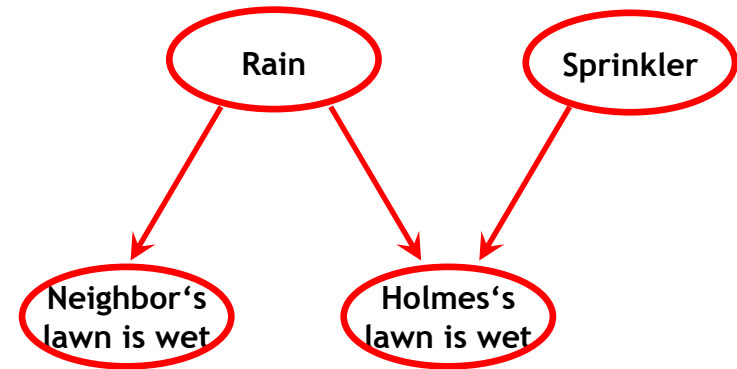 Rain
Sprinkler
Neighbor‘s
lawn is wet
Holmes‘s
lawn is wet